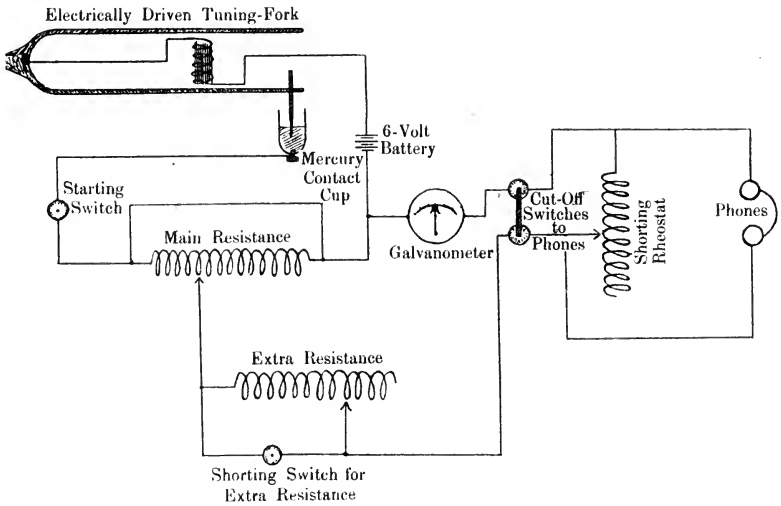 Electrically Driven Tuning-Fork
6-Volt
Battery
Mercury
Contact
Cup
Starting
Switch
Main Resistance
Galvanometer
Cut-Off
Switches
to
Phones
Shorting
Rheostat
Phones
Extra Resistance
Shorting Switch for
Extra Resistance